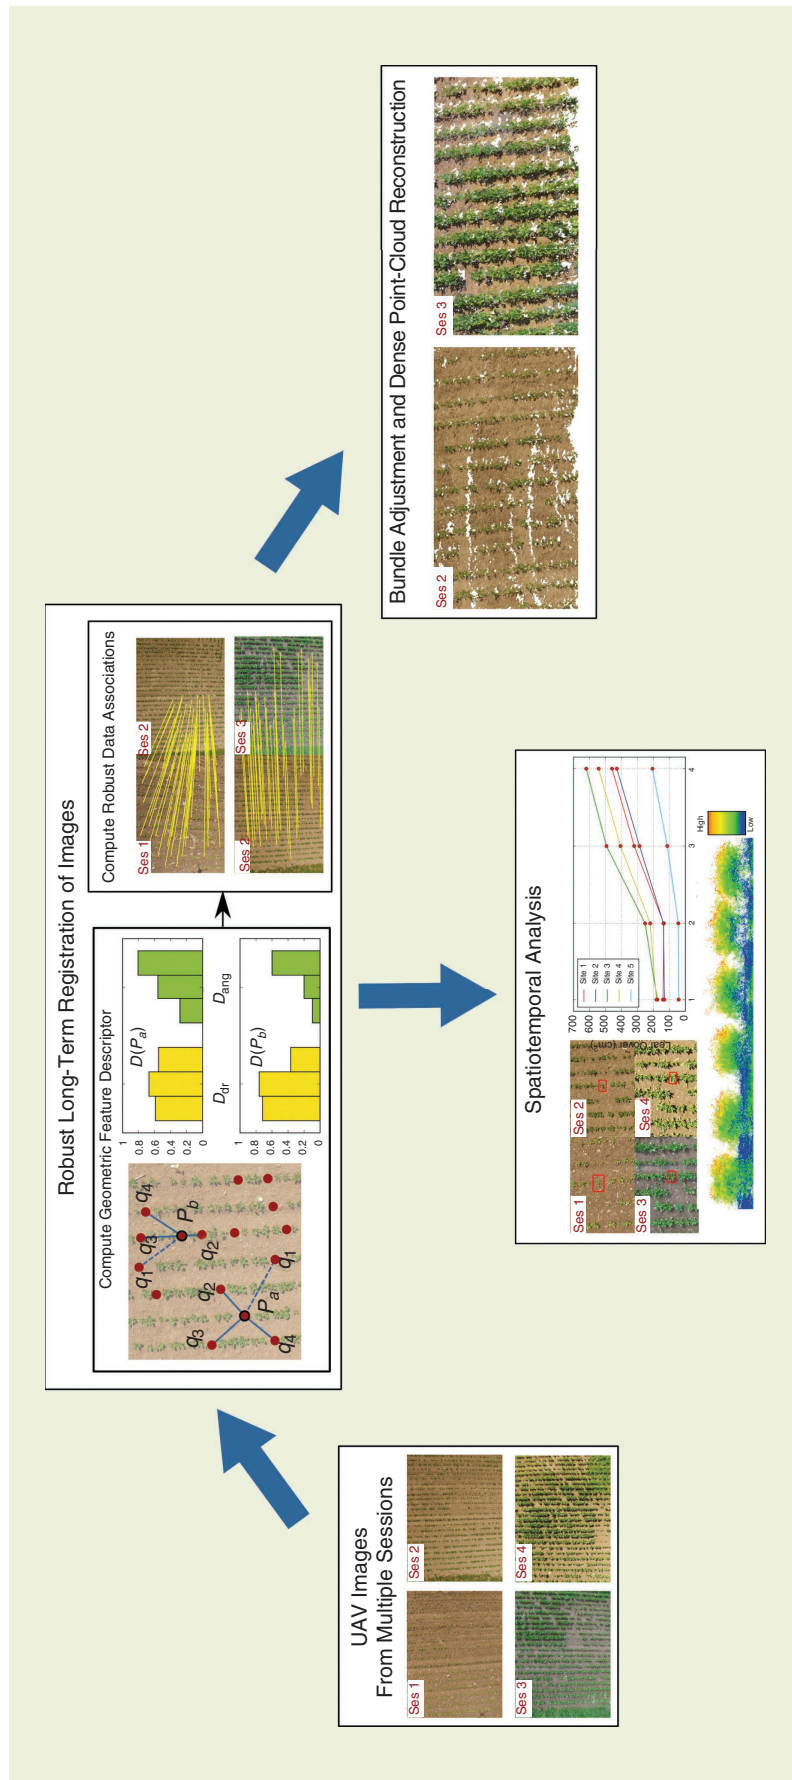 UAV Images
From Multiple Sessions
Ses 1
Ses 2
Ses 3
Ses 4
Robust Long-Term Registration of Images
Compute Geometric Feature Descriptor
q3
q2
q4
Pa
q1
q1
q3
q4
q2
Pb
1
0.8
0.6
0.4
0.2
0
D(Pa)
Ddr
Dang
1
0.8
0.6
0.4
0.2
0
D(Pb)
Compute Robust Data Associations
Ses 1
Ses 2
Ses 2
Ses 3
Spatiotemporal Analysis
Ses 1
Ses 2
Ses 3
Ses 4
Leaf Cover (cm²)
700
600
500
400
300
200
100
0
Site 1
Site 2
Site 3
Site 4
Site 5
1
2
3
4
High
Low
Bundle Adjustment and Dense Point-Cloud Reconstruction
Ses 2
Ses 3